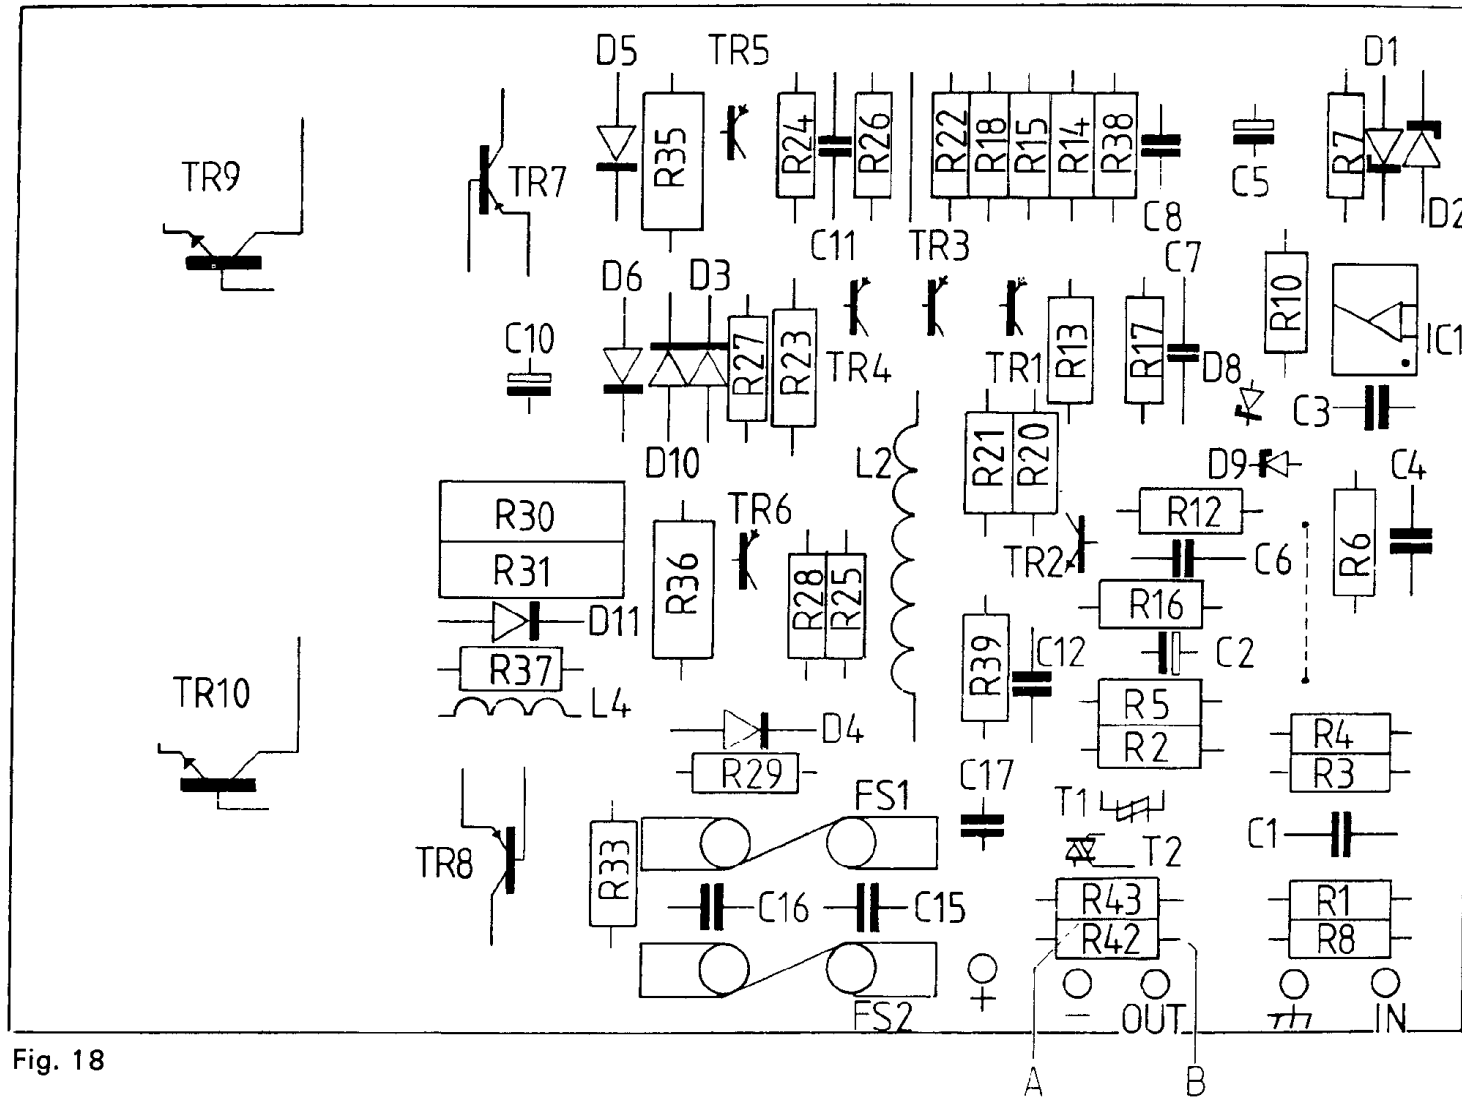 D5 TR5 D1
R35 R24 R26 R22 R18 R15 R14 R38 R7
TR9 TR7 C5 D2
C11 TR3 C8 C7
D6 D3 R10
C10 R27 R23 TR4 TR1 R13 R17 D8 IC1
C3
D10 L2 R21 R20 D9 C4
R30 TR6 R12
R31 R36 R28 R25 TR2 C6 R6
D11 R16
R37 R39 C12 C2
TR10 L4 D4 R5 R4
R29 R2 R3
C17
FS1 T1
TR8 R33 T2 C1
C16 C15 R43 R1
R42 R8
+ − OUT IN
FS2
Fig. 18
A B